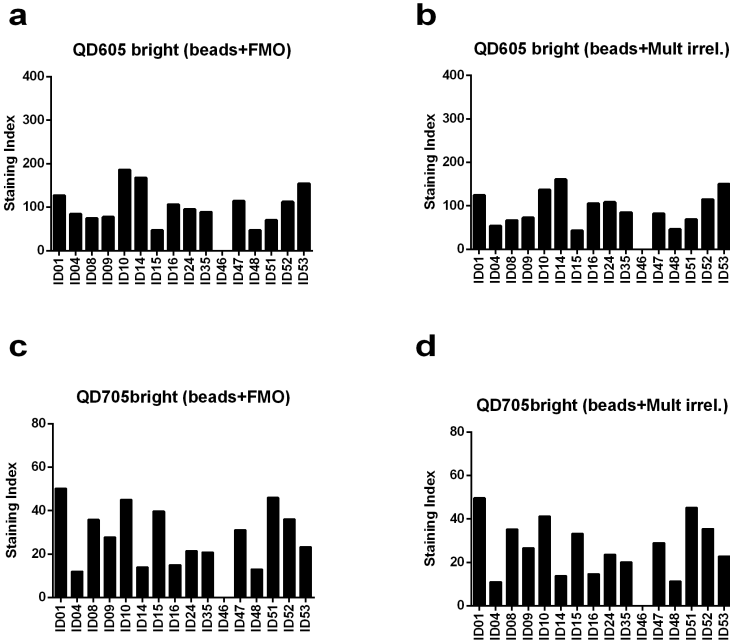 a
QD605 bright (beads+FMO)
Staining Index
400
300
200
100
0
ID01 ID04 ID08 ID09 ID10 ID14 ID15 ID16 ID24 ID35 ID46 ID47 ID48 ID51 ID52 ID53
b
QD605 bright (beads+Mult irrel.)
Staining Index
400
300
200
100
0
ID01 ID04 ID08 ID09 ID10 ID14 ID15 ID16 ID24 ID35 ID46 ID47 ID48 ID51 ID52 ID53
c
QD705bright (beads+FMO)
Staining Index
80
60
40
20
0
ID01 ID04 ID08 ID09 ID10 ID14 ID15 ID16 ID24 ID35 ID46 ID47 ID48 ID51 ID52 ID53
d
QD705bright (beads+Mult irrel.)
Staining Index
80
60
40
20
0
ID01 ID04 ID08 ID09 ID10 ID14 ID15 ID16 ID24 ID35 ID46 ID47 ID48 ID51 ID52 ID53